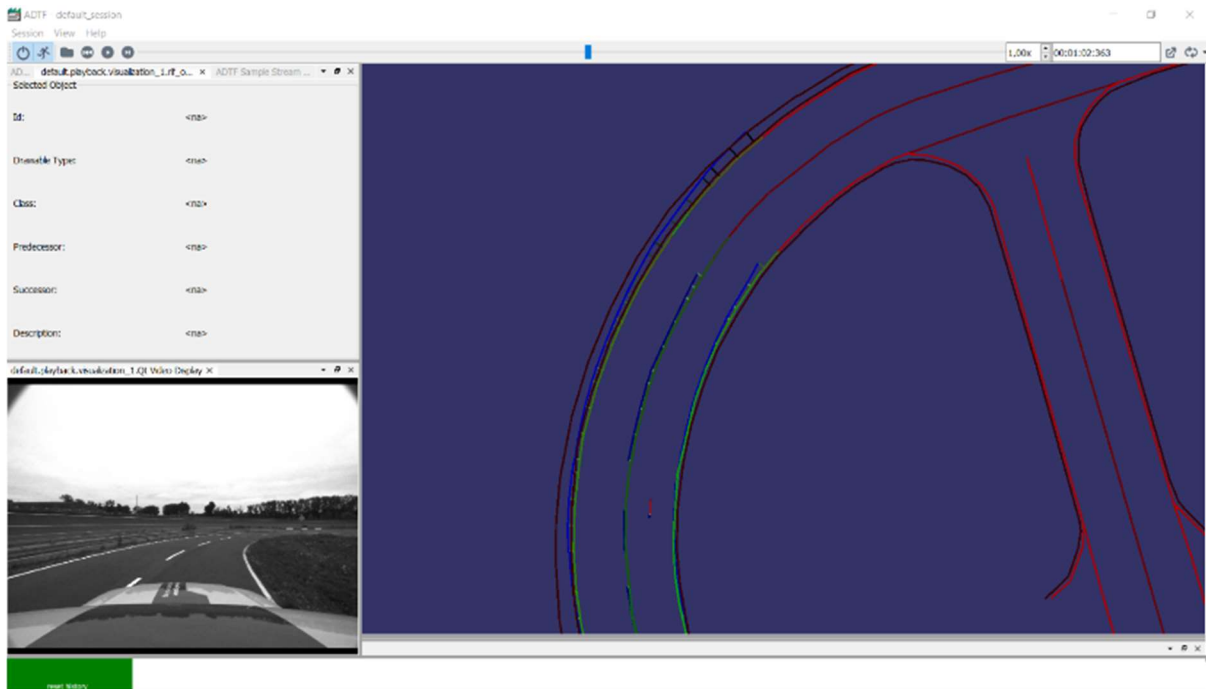 ADTF default_session
Session View Help
1,00x 00:01:02:363
AD... default.playback.visualization_1.rif_o... × ADTF Sample Stream ...
Selected Object
Id: <na>
Drawable Type: <na>
Class: <na>
Predecessor: <na>
Successor: <na>
Description: <na>
default.playback.visualization_1.Qt Video Display ×
reset history